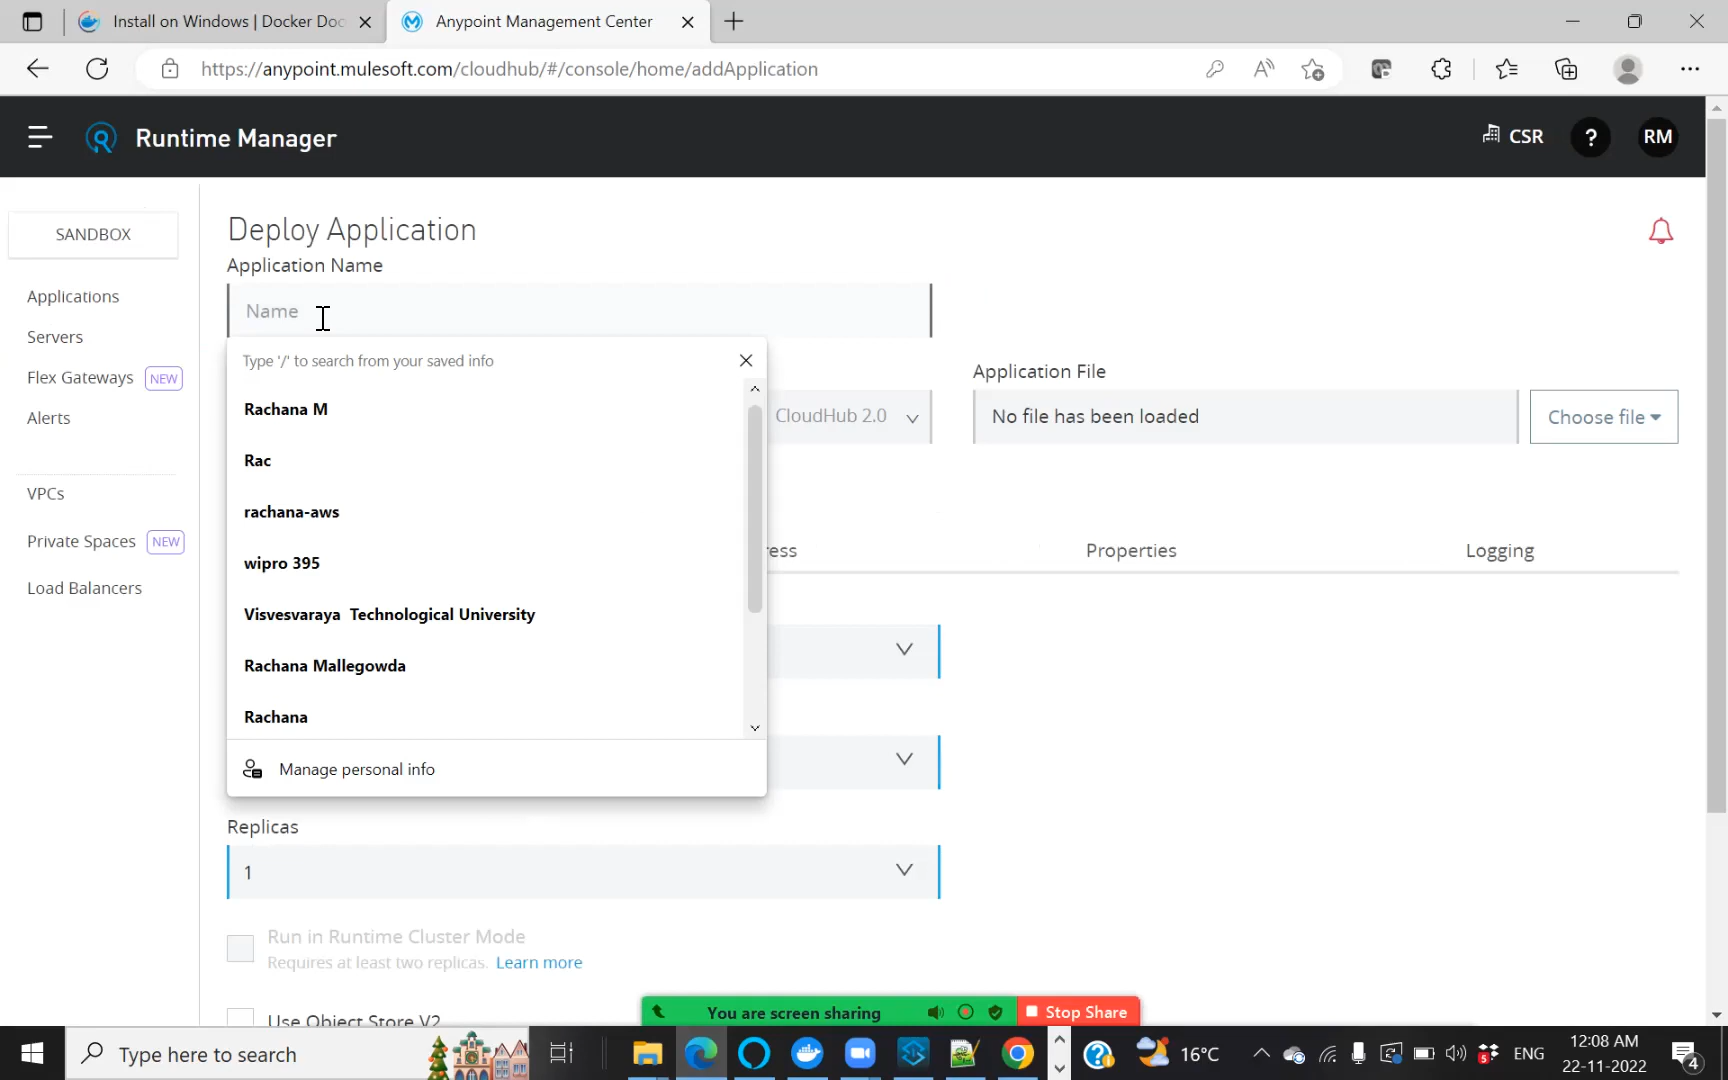 Install on Windows | Docker Doc
Anypoint Management Center
https://anypoint.mulesoft.com/cloudhub/#/console/home/addApplication
Runtime Manager
CSR
?
RM
SANDBOX
Applications
Servers
Flex Gateways NEW
Alerts
VPCs
Private Spaces NEW
Load Balancers
Deploy Application
Application Name
Name
Type '/' to search from your saved info
Rachana M
Rac
rachana-aws
wipro 395
Visvesvaraya Technological University
Rachana Mallegowda
Rachana
Manage personal info
CloudHub 2.0
Application File
No file has been loaded
Choose file
ress
Properties
Logging
Replicas
1
Run in Runtime Cluster Mode
Requires at least two replicas. Learn more
Use Object Store V2
You are screen sharing
Stop Share
Type here to search
16°C
5
ENG
12:08 AM
22-11-2022
4